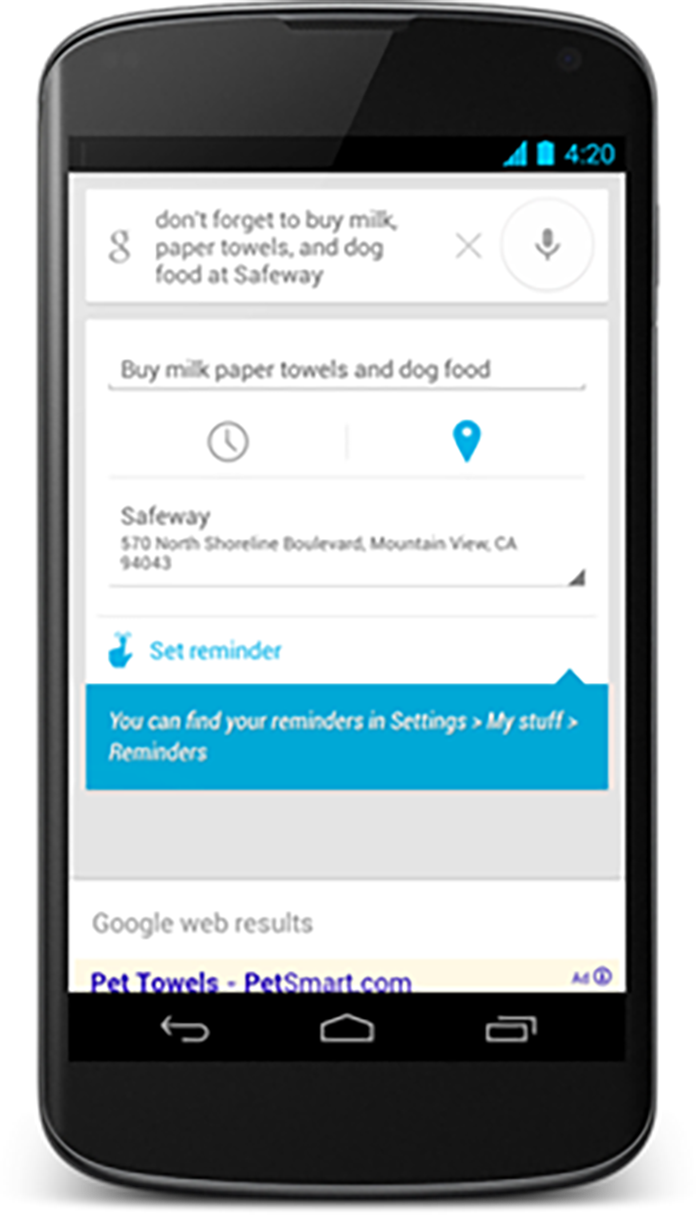 4:20
g
don't forget to buy milk,
paper towels, and dog
food at Safeway
Buy milk paper towels and dog food
Safeway
570 North Shoreline Boulevard, Mountain View, CA
94043
Set reminder
You can find your reminders in Settings > My stuff >
Reminders
Google web results
Pet Towels - PetSmart.com
Ad